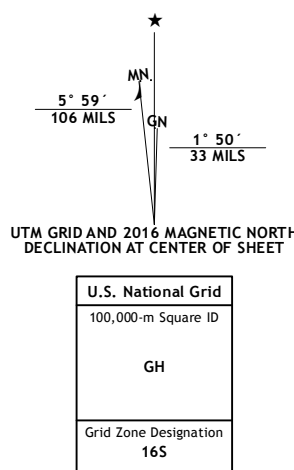 ★
MN.
5° 59´
106 MILS
GN
1° 50´
33 MILS
UTM GRID AND 2016 MAGNETIC NORTH
DECLINATION AT CENTER OF SHEET
U.S. National Grid
100,000-m Square ID
GH
Grid Zone Designation
16S